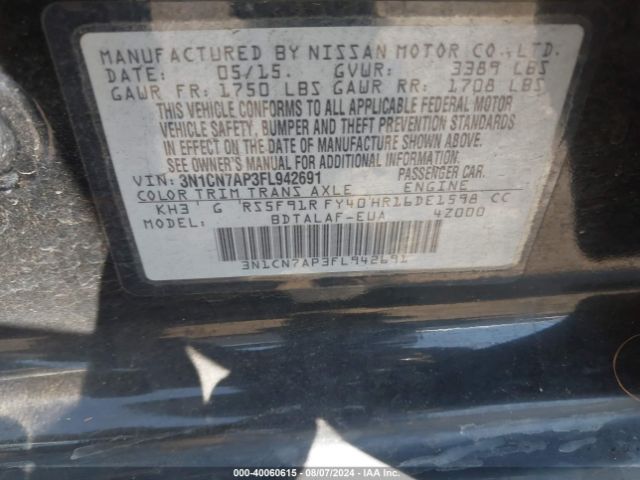 MANUFACTURED BY NISSAN MOTOR CO., LTD.
DATE: 05/15. GVWR: 3389 LBS
GAWR FR: 1750 LBS GAWR RR: 1708 LBS
THIS VEHICLE CONFORMS TO ALL APPLICABLE FEDERAL MOTOR
VEHICLE SAFETY, BUMPER AND THEFT PREVENTION STANDARDS
IN EFFECT ON THE DATE OF MANUFACTURE SHOWN ABOVE.
SEE OWNER'S MANUAL FOR ADDITIONAL INFORMATION.
VIN: 3N1CN7AP3FL942691 PASSENGER CAR.
COLOR TRIM TRANS AXLE ENGINE
KH3 G RS5F91R FY40 HR16DE1598 CC
MODEL: BDTALAF-EUA 4Z000
3N1CN7AP3FL942691
000-40060615 - 08/07/2024 - IAA Inc.